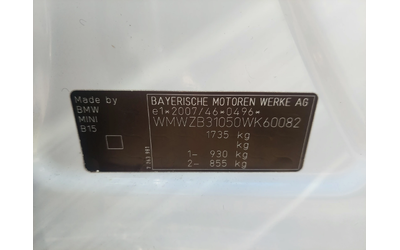 Made by
BMW
MINI
B15
BAYERISCHE MOTOREN WERKE AG
e1*2007/46*0496*
WMWZB31050WK60082
1735 kg
kg
1- 930 kg
2- 855 kg